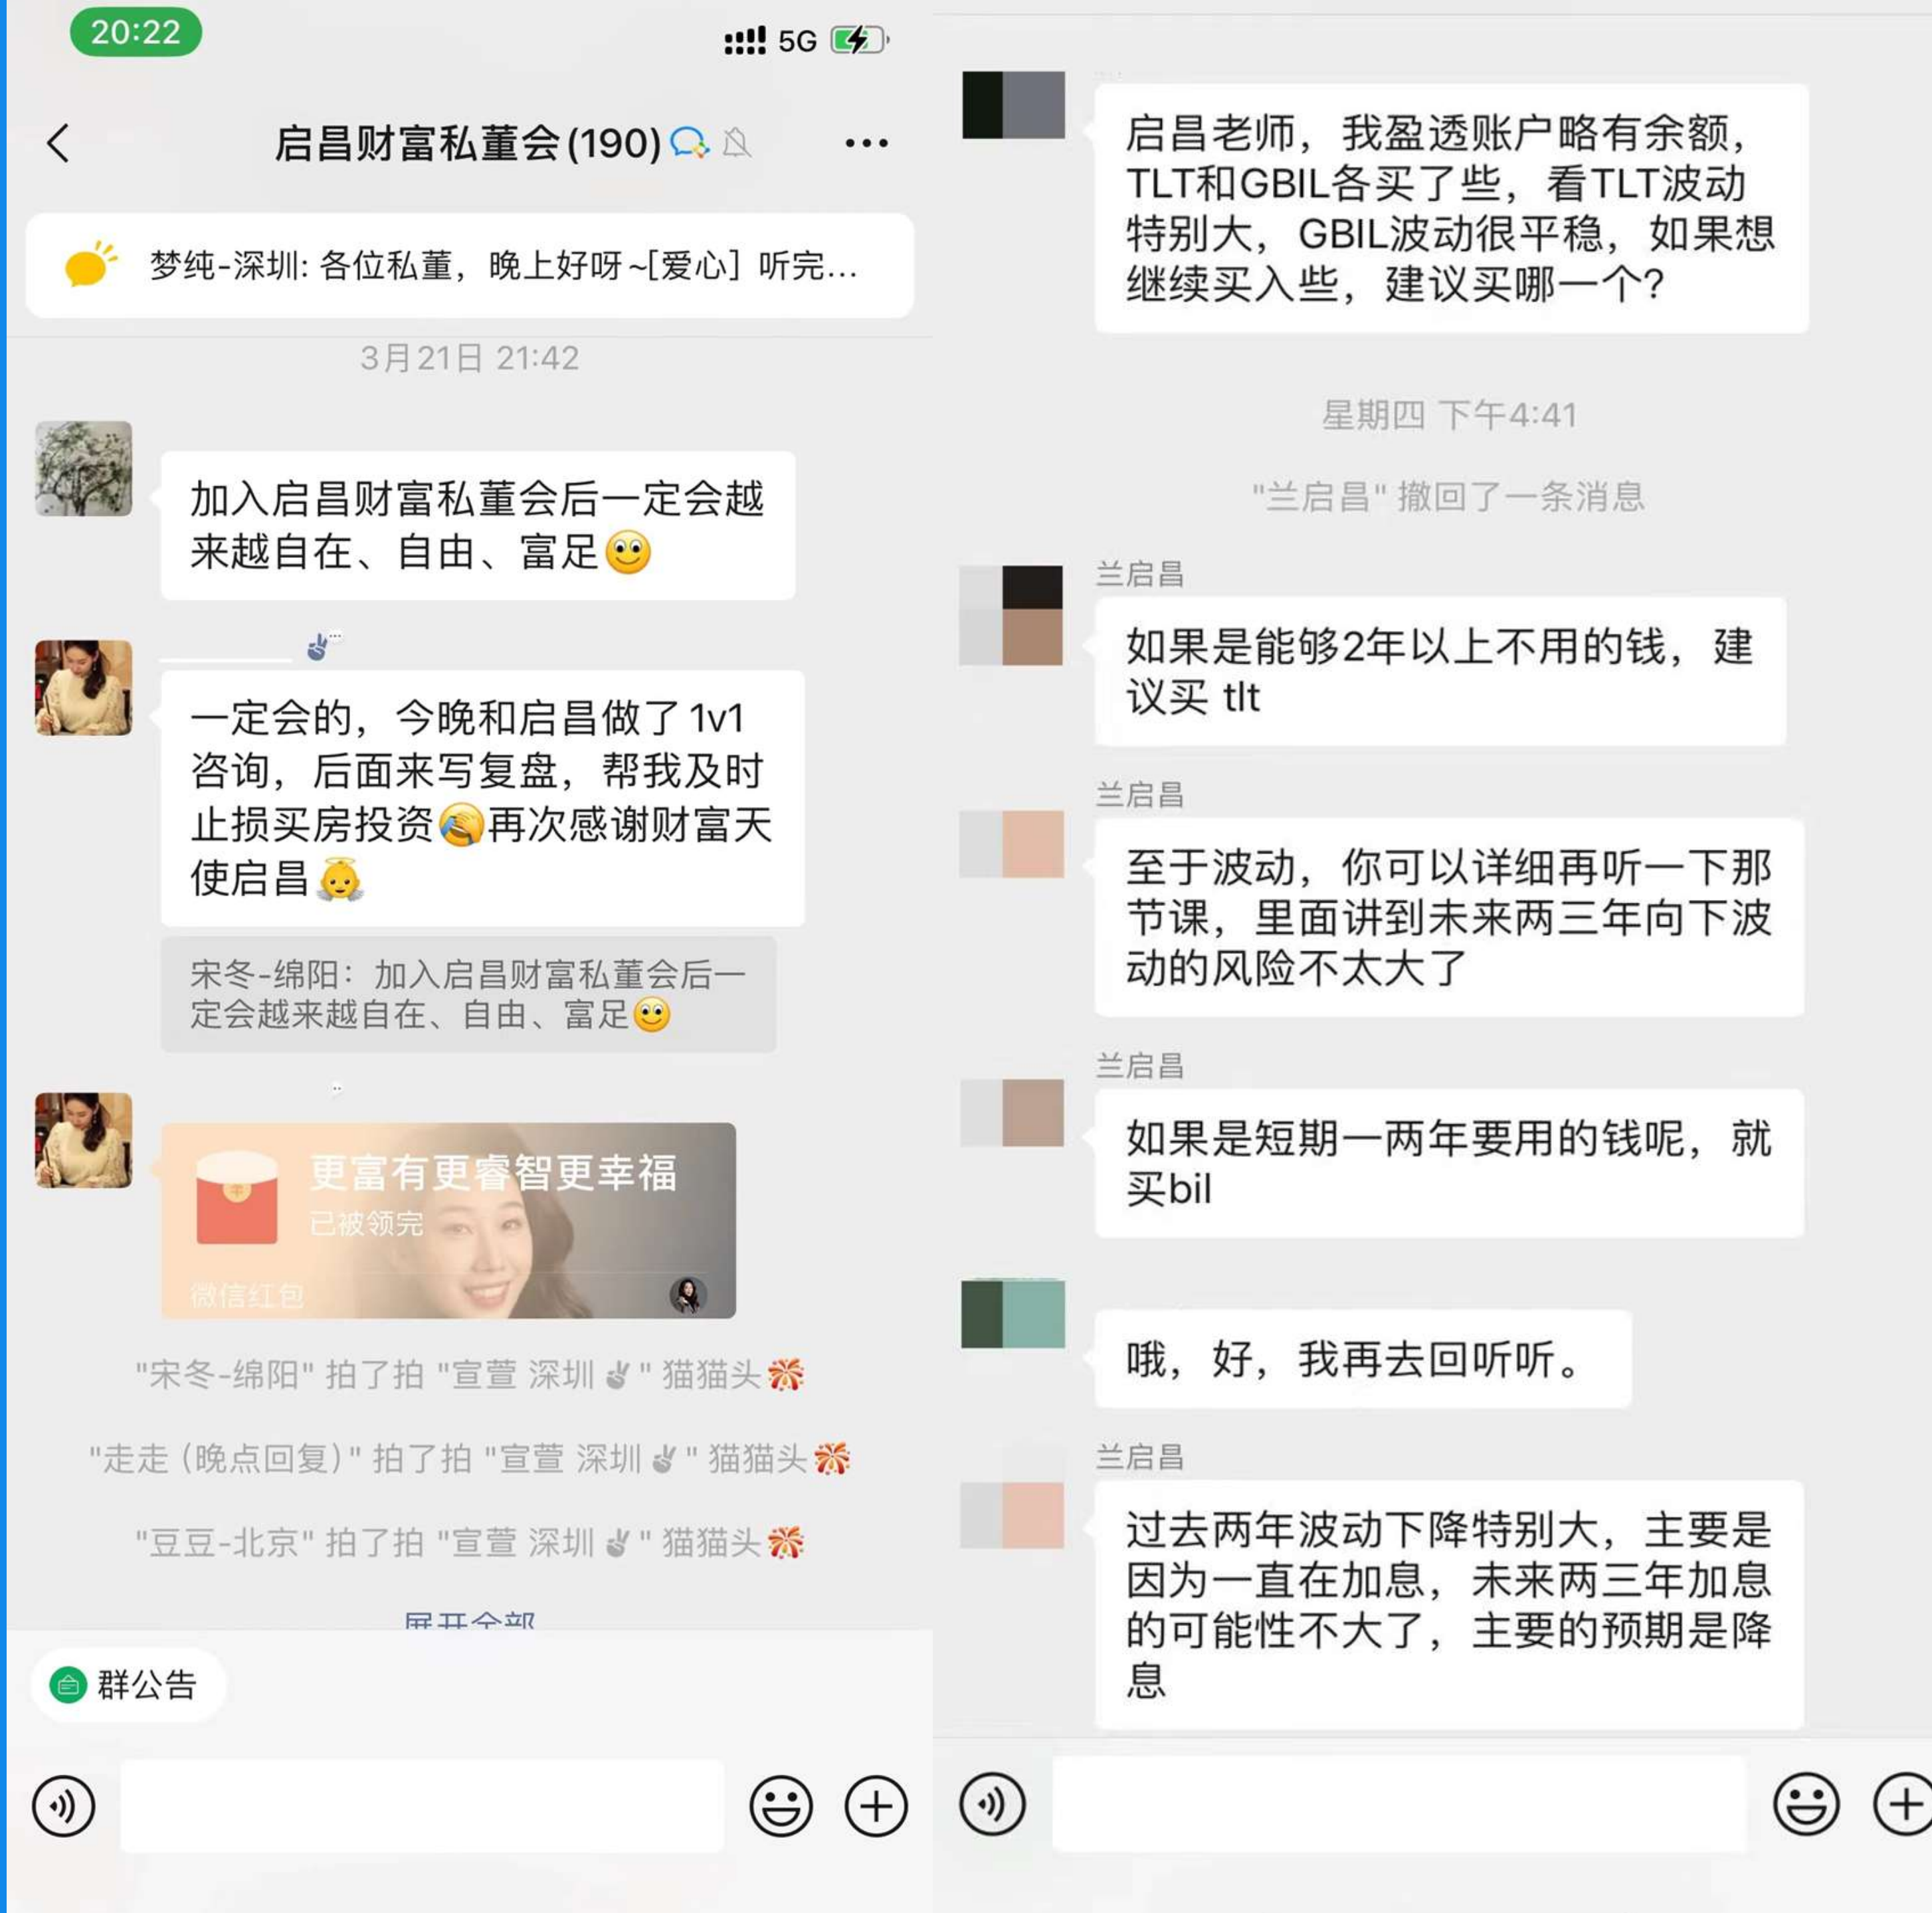 20:22
5G
启昌财富私董会(190)
梦纯-深圳: 各位私董，晚上好呀~[爱心] 听完...
3月21日 21:42
加入启昌财富私董会后一定会越
来越自在、自由、富足
一定会的，今晚和启昌做了1v1
咨询，后面来写复盘，帮我及时
止损买房投资🤦再次感谢财富天
使启昌👼
宋冬-绵阳：加入启昌财富私董会后一
定会越来越自在、自由、富足
更富有更睿智更幸福
已被领完
微信红包
"宋冬-绵阳" 拍了拍 "宣萱 深圳✌" 猫猫头
"走走（晚点回复）" 拍了拍 "宣萱 深圳✌" 猫猫头
"豆豆-北京" 拍了拍 "宣萱 深圳✌" 猫猫头
展开全部
群公告
启昌老师，我盈透账户略有余额，
TLT和GBIL各买了些，看TLT波动
特别大，GBIL波动很平稳，如果想
继续买入些，建议买哪一个?
星期四 下午4:41
"兰启昌" 撤回了一条消息
兰启昌
如果是能够2年以上不用的钱，建
议买 tlt
兰启昌
至于波动，你可以详细再听一下那
节课，里面讲到未来两三年向下波
动的风险不太大了
兰启昌
如果是短期一两年要用的钱呢，就
买bil
哦，好，我再去回听听。
兰启昌
过去两年波动下降特别大，主要是
因为一直在加息，未来两三年加息
的可能性不大了，主要的预期是降
息